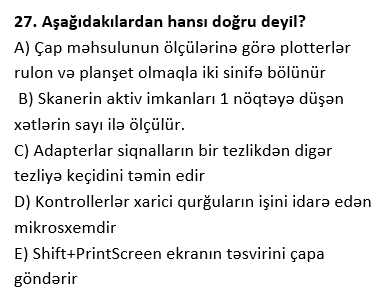 27. Aşağıdakılardan hansı doğru deyil?
A) Çap məhsulunun ölçülərinə görə plotterlər
rulon və planşet olmaqla iki sinifə bölünür
B) Skanerin aktiv imkanları 1 nöqtəyə düşən
xətlərin sayı ilə ölçülür.
C) Adapterlar siqnalların bir tezlikdən digər
tezliyə keçidini təmin edir
D) Kontrollerlər xarici qurğuların işini idarə edən
mikrosxemdir
E) Shift+PrintScreen ekranın təsvirini çapa
göndərir